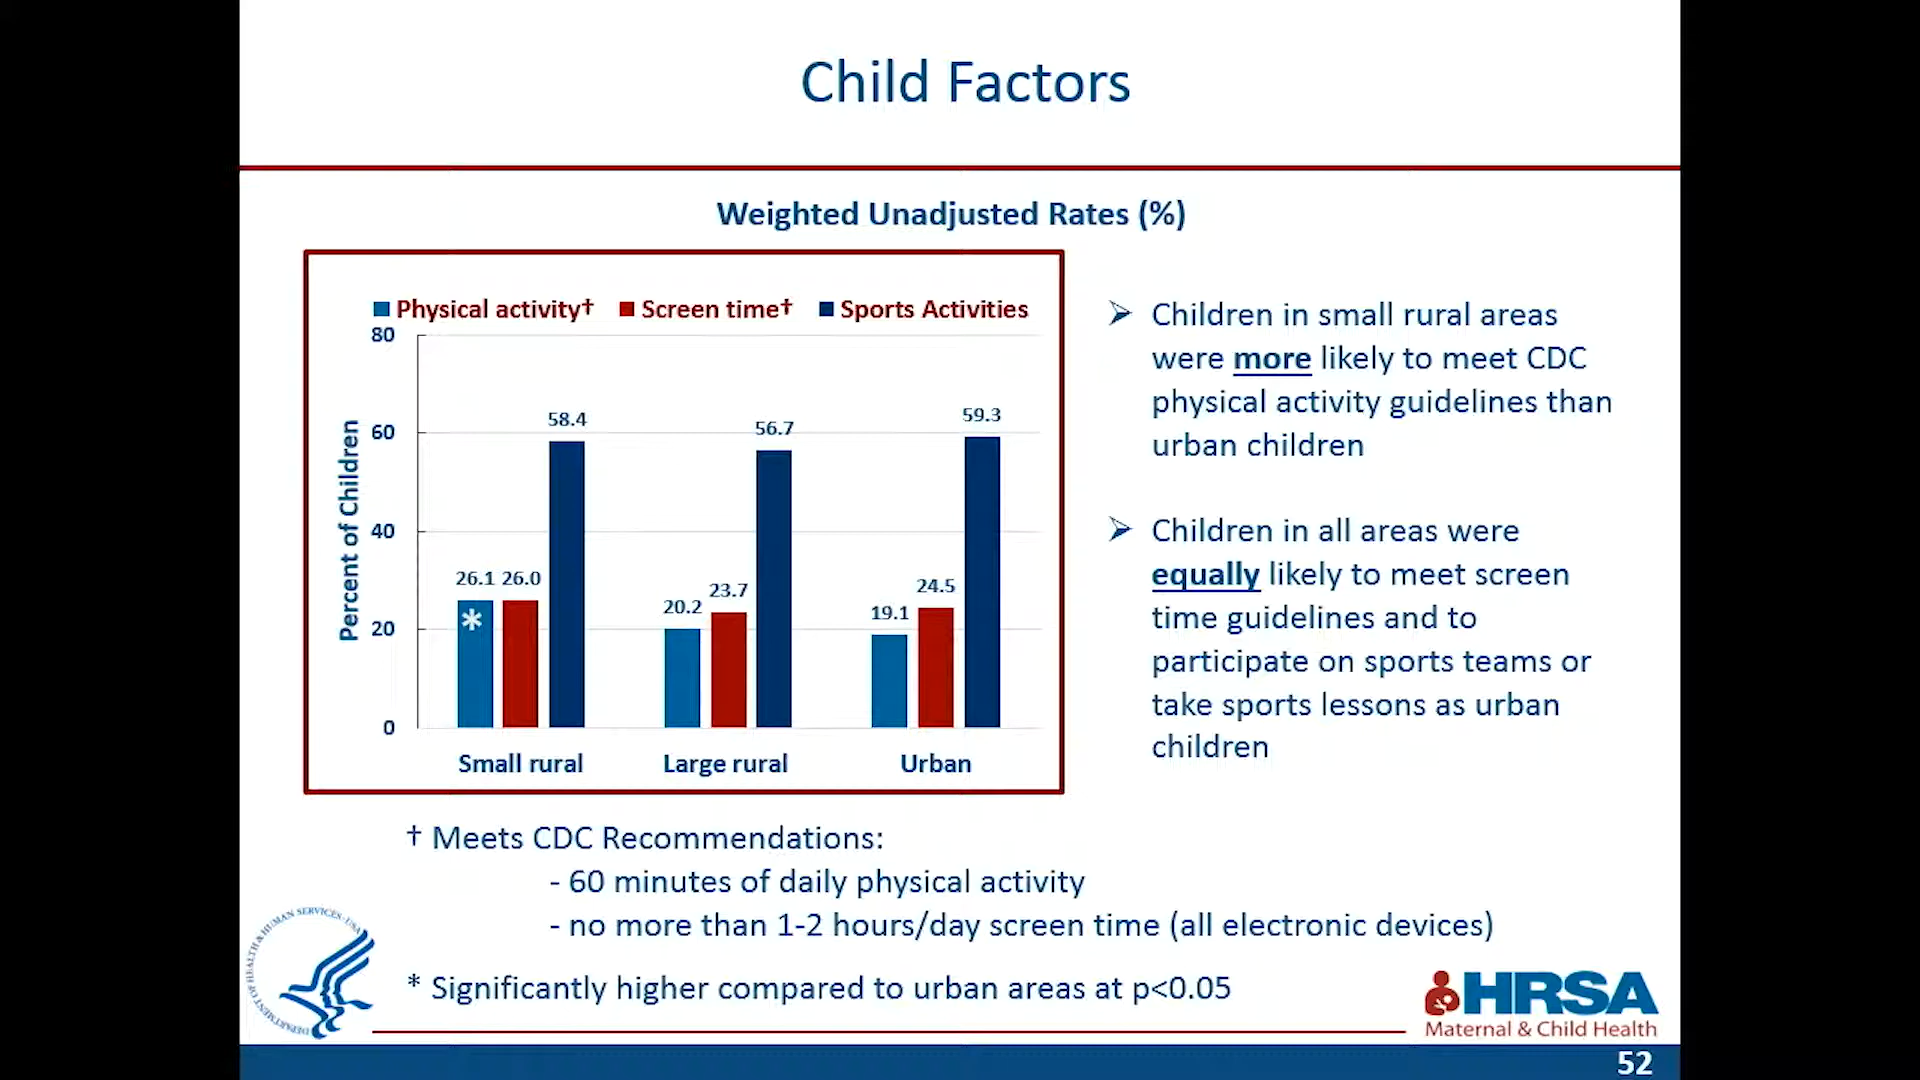 Child Factors
Weighted Unadjusted Rates (%)
Physical activity† Screen time† Sports Activities
80
60
40
20
0
Percent of Children
26.1 26.0 58.4
20.2 23.7 56.7
19.1 24.5 59.3
*
Small rural Large rural Urban
➢ Children in small rural areas
were more likely to meet CDC
physical activity guidelines than
urban children
➢ Children in all areas were
equally likely to meet screen
time guidelines and to
participate on sports teams or
take sports lessons as urban
children
† Meets CDC Recommendations:
- 60 minutes of daily physical activity
- no more than 1-2 hours/day screen time (all electronic devices)
* Significantly higher compared to urban areas at p<0.05
DEPARTMENT OF HEALTH & HUMAN SERVICES·USA
HRSA
Maternal & Child Health
52